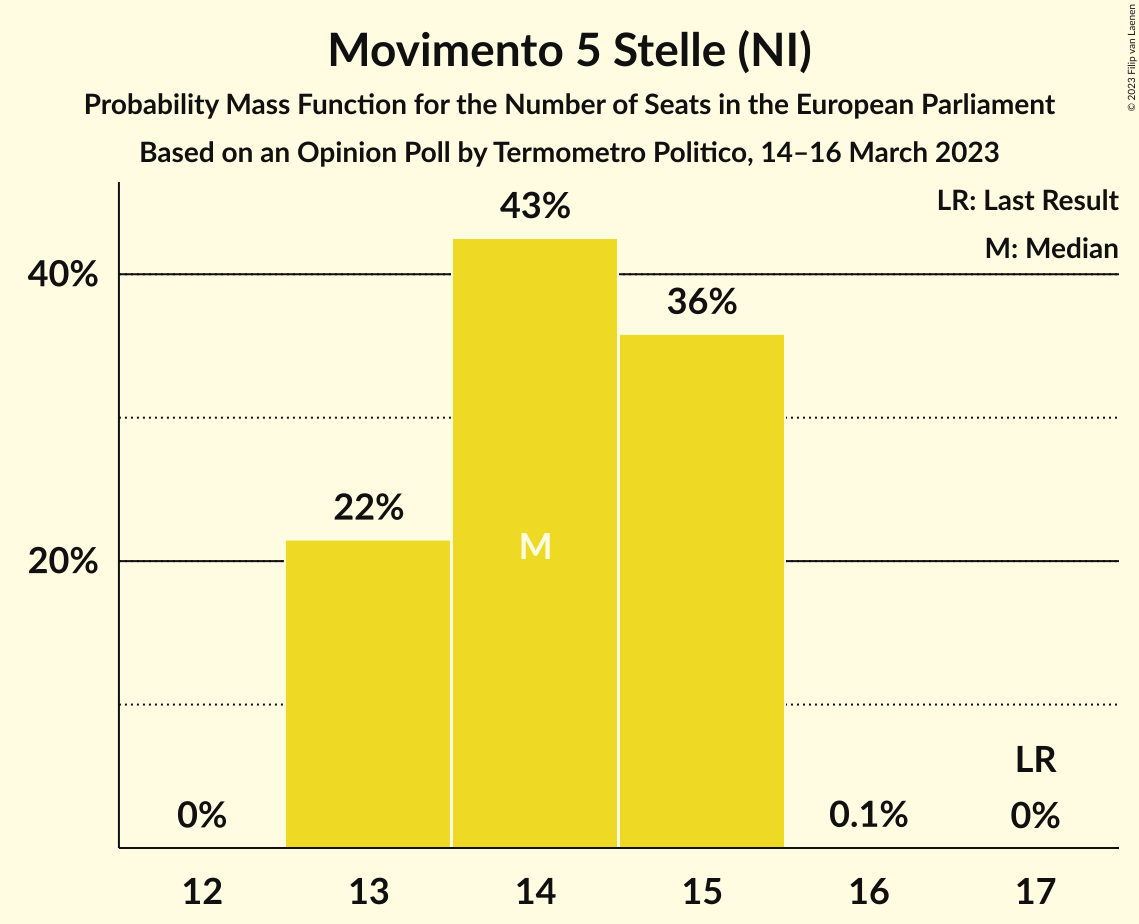 Movimento 5 Stelle (NI)
Probability Mass Function for the Number of Seats in the European Parliament
Based on an Opinion Poll by Termometro Politico, 14–16 March 2023
© 2023 Filip van Laenen
LR: Last Result
M: Median
43%
40%
36%
22%
M
20%
LR
0%
0.1%
0%
12 13 14 15 16 17